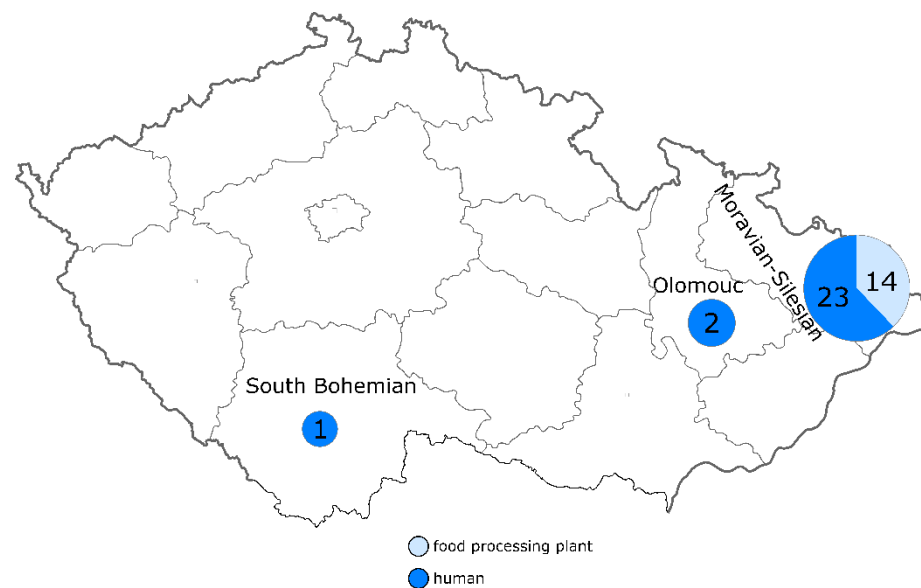 Moravian-Silesian
14
23
Olomouc
2
South Bohemian
1
food processing plant
human